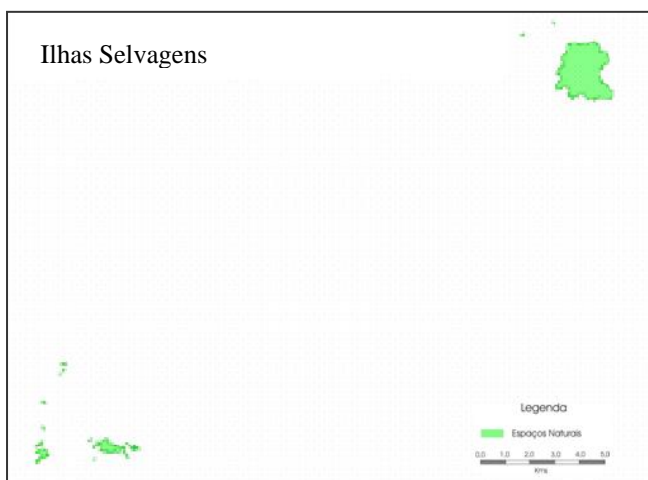 Ilhas Selvagens
Legenda
Espaços Naturais
0,0 1,0 2,0 3,0 4,0 5,0
Kms